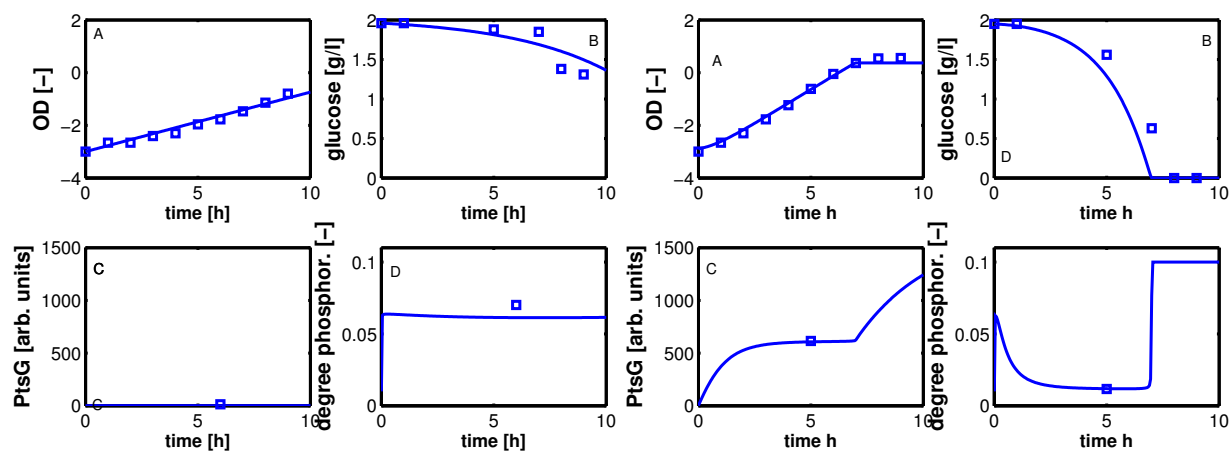 OD [−]
2
0
−2
−4
A
0
5
10
time [h]
glucose [g/l]
2
1.5
1
0.5
0
B
0
5
10
time [h]
OD [−]
2
0
−2
−4
A
0
5
10
time h
glucose [g/l]
2
1.5
1
0.5
0
B
D
0
5
10
time h
PtsG [arb. units]
1500
1000
500
0
C
C
0
5
10
time [h]
degree phosphor. [−]
0.1
0.05
0
D
0
5
10
time [h]
PtsG [arb. units]
1500
1000
500
0
C
0
5
10
time h
degree phosphor. [−]
0.1
0.05
0
0
5
10
time h